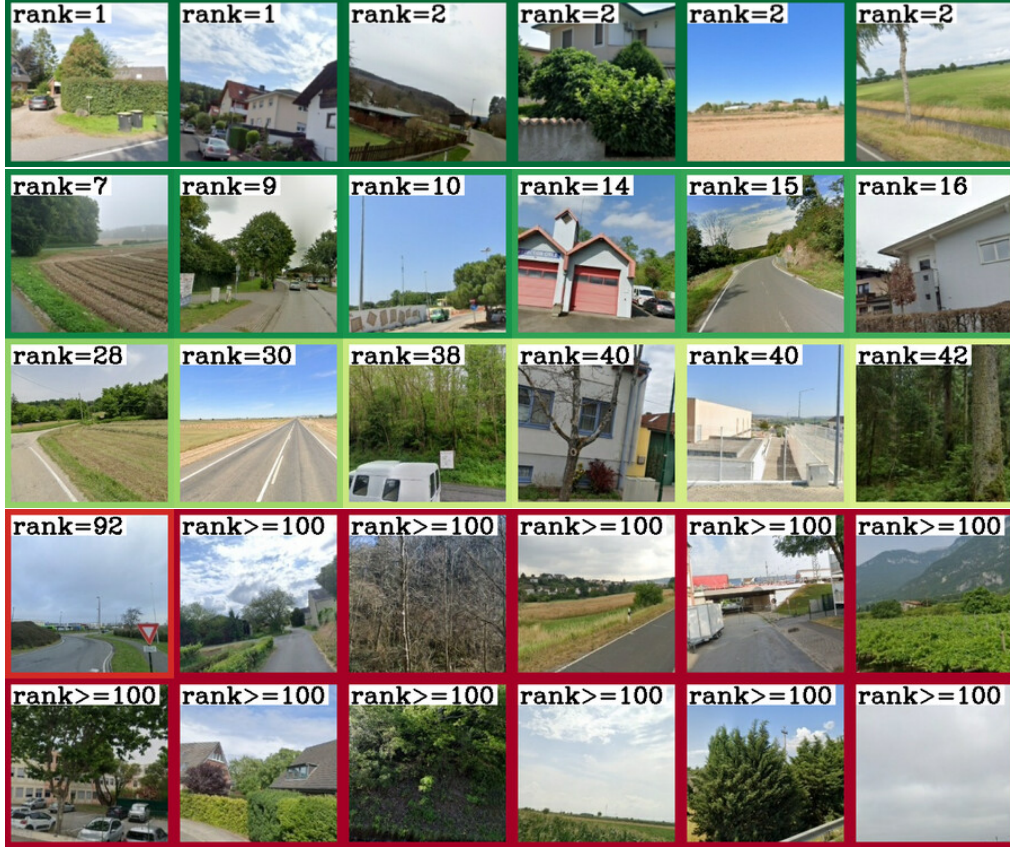 rank=1 rank=1 rank=2 rank=2 rank=2 rank=2
rank=7 rank=9 rank=10 rank=14 rank=15 rank=16
rank=28 rank=30 rank=38 rank=40 rank=40 rank=42
rank=92 rank>=100 rank>=100 rank>=100 rank>=100 rank>=100
rank>=100 rank>=100 rank>=100 rank>=100 rank>=100 rank>=100